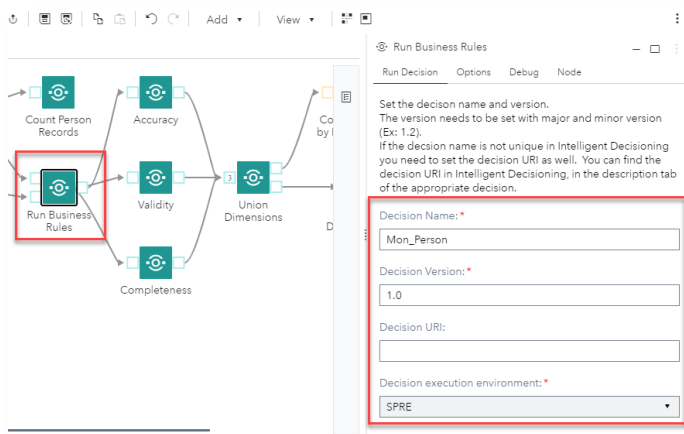 Add
View
Run Business Rules
Run Decision Options Debug Node
Set the decison name and version.
The version needs to be set with major and minor version
(Ex: 1.2).
If the decsion name is not unique in Intelligent Decisioning
you need to set the decision URI as well. You can find the
decision URI in Intelligent Decisioning, in the description tab
of the appropriate decision.
Decision Name:*
Mon_Person
Decision Version:*
1.0
Decision URI:
Decision execution environment:*
SPRE
Count Person
Records
Accuracy
Co
by
Run Business
Rules
Validity
3
Union
Dimensions
D
Completeness